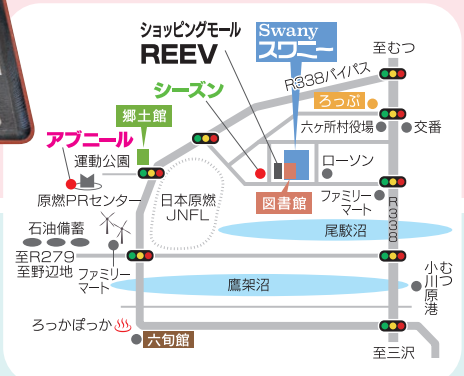 ショッピングモール
REEV
Swany
スワニー
至むつ
R338バイパス
シーズン
ろっぷ
郷土館
六ヶ所村役場
交番
アブニール
運動公園
原燃PRセンター
日本原燃
JNFL
ローソン
図書館
ファミリー
マート
R338
尾駮沼
石油備蓄
至R279
至野辺地
ファミリー
マート
鷹架沼
むつ
小川原港
ろっかぽっか
六旬館
至三沢